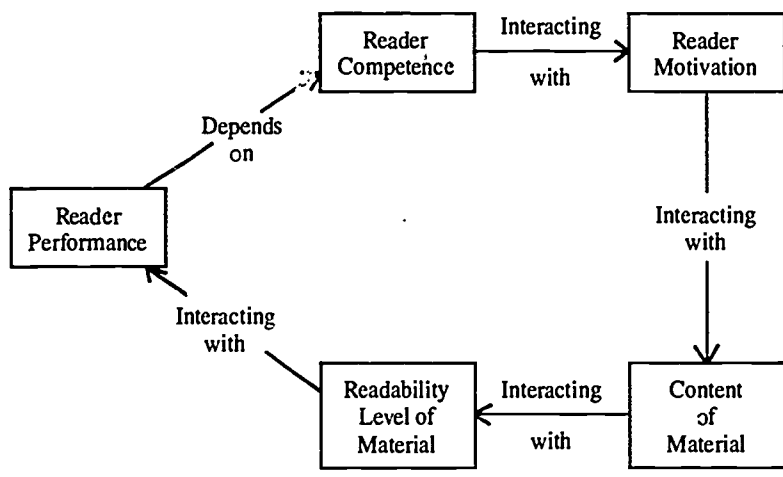 Reader
Competence
Interacting
with
Reader
Motivation
Depends
on
Reader
Performance
Interacting
with
Interacting
with
Readability
Level of
Material
Interacting
with
Content
of
Material